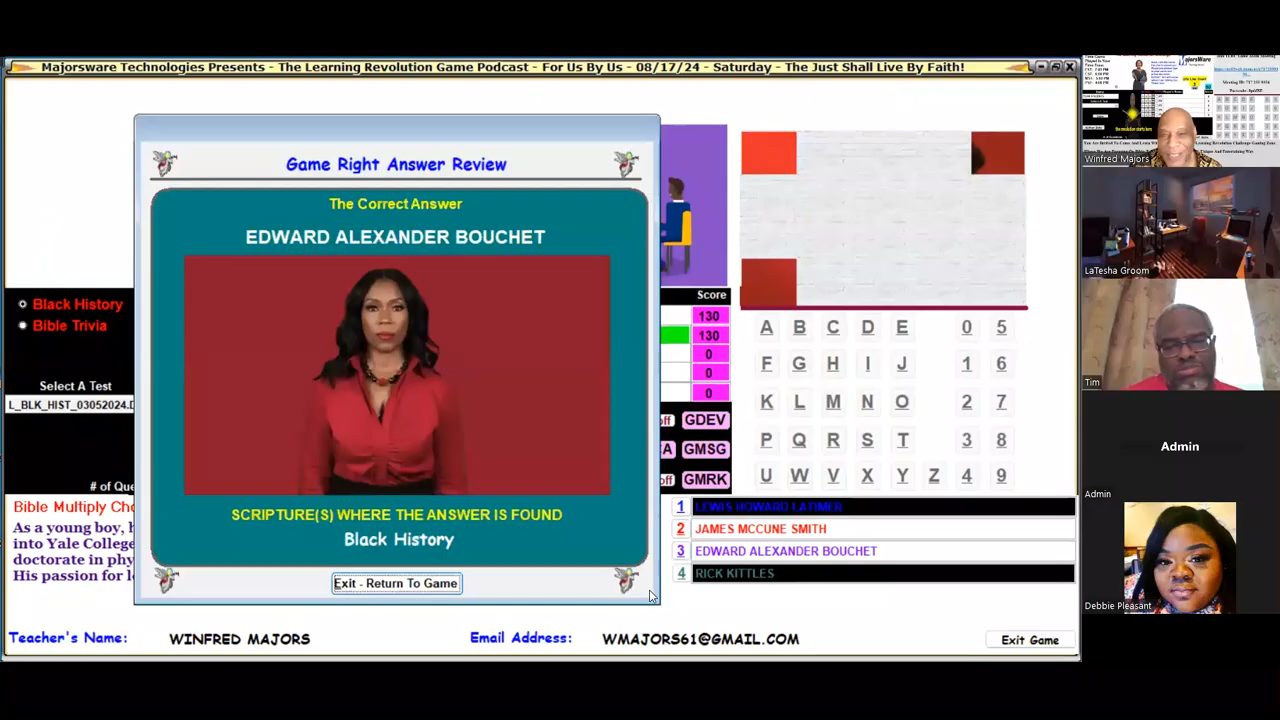 Majorsware Technologies Presents - The Learning Revolution Game Podcast - For Us By Us - 08/17/24 - Saturday - The Just Shall Live By Faith!
Game Right Answer Review
The Correct Answer
EDWARD ALEXANDER BOUCHET
SCRIPTURE(S) WHERE THE ANSWER IS FOUND
Black History
Exit - Return To Game
Black History
Bible Trivia
Select A Test
L_BLK_HIST_03052024.D
# of Que
Bible Multiply Cho
As a young boy, h
into Yale College
doctorate in phy
His passion for l
Score
130
130
0
0
0
off GDEV
A GMSG
off GMRK
A B C D E 0 5
F G H I J 1 6
K L M N O 2 7
P Q R S T 3 8
U W V X Y Z 4 9
1 LEWIS HOWARD LATIMER
2 JAMES MCCUNE SMITH
3 EDWARD ALEXANDER BOUCHET
4 RICK KITTLES
Teacher's Name: WINFRED MAJORS Email Address: WMAJORS61@GMAIL.COM Exit Game
Winfred Majors
LaTesha Groom
Tim
Admin
Admin
Debbie Pleasant